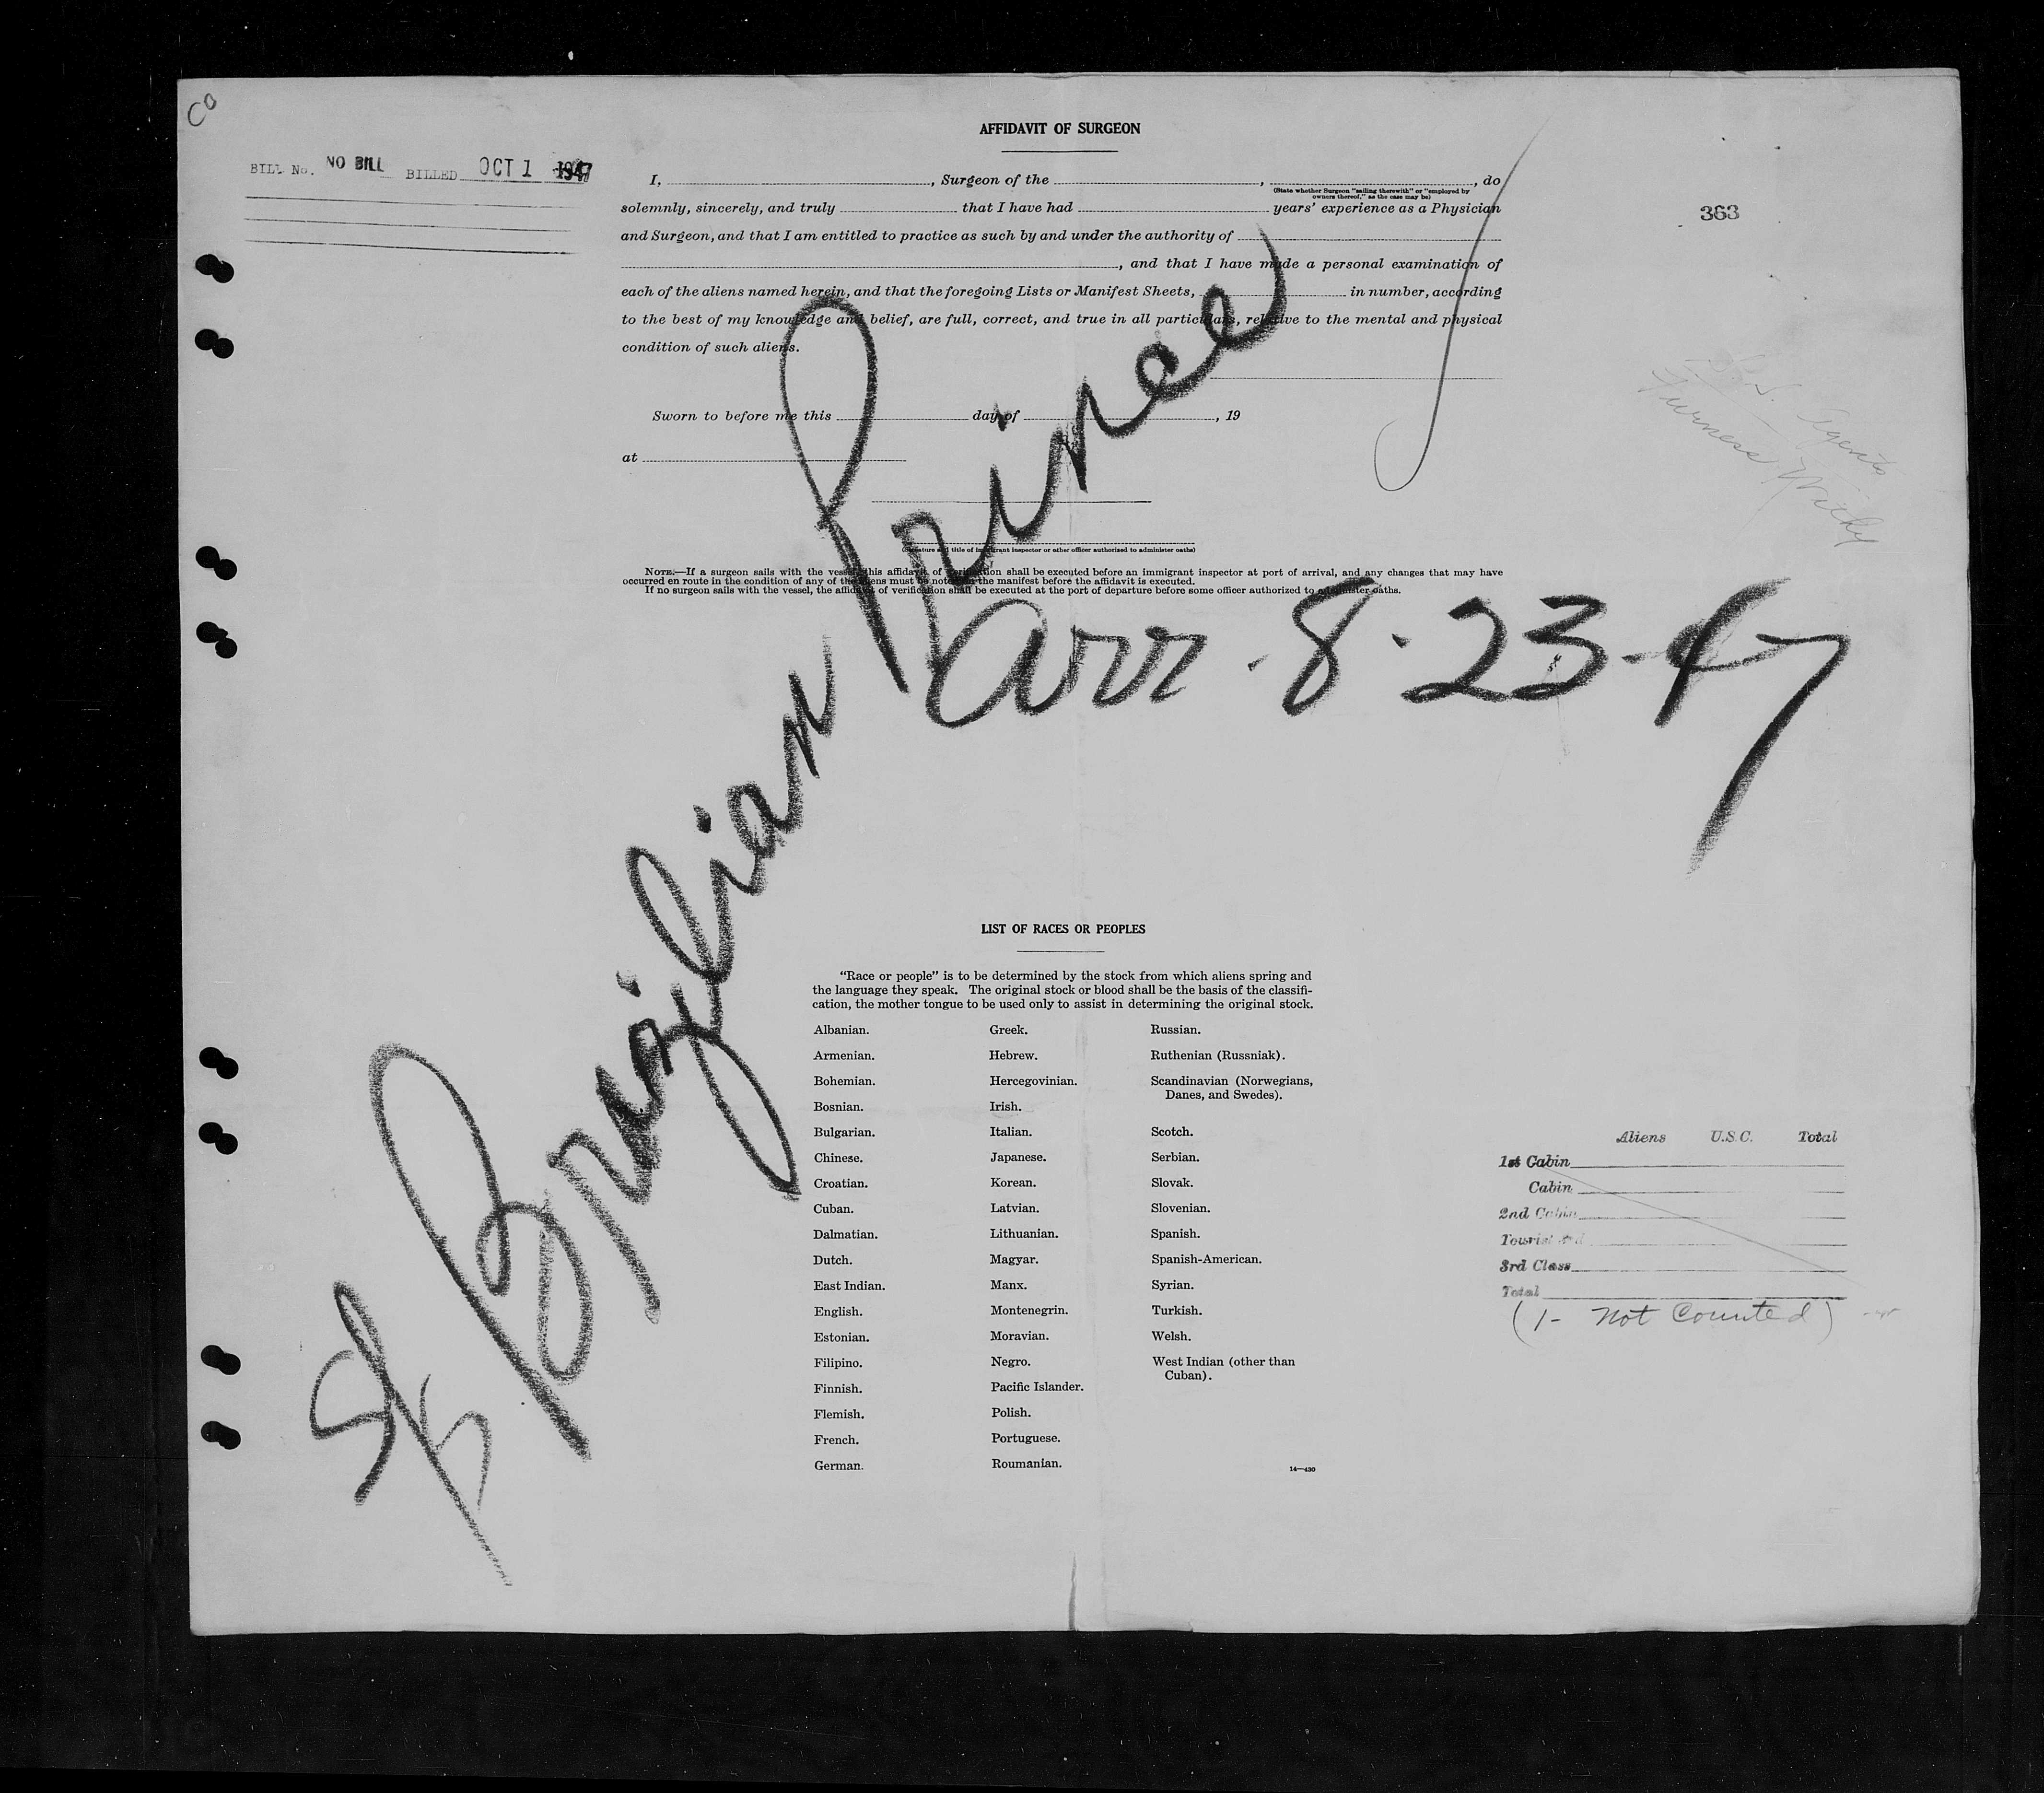 CO
AFFIDAVIT OF SURGEON
BILL No. NO BILL BILLED OCT 1 1947
363
I, , Surgeon of the , , do
(State whether Surgeon "sailing therewith" or "employed by
owners thereof," as the case may be)
solemnly, sincerely, and truly that I have had years' experience as a Physician
and Surgeon, and that I am entitled to practice as such by and under the authority of
, and that I have made a personal examination of
each of the aliens named herein, and that the foregoing Lists or Manifest Sheets, in number, according
to the best of my knowledge and belief, are full, correct, and true in all particulars, relative to the mental and physical
condition of such aliens.
Sworn to before me this day of , 19
at
(Signature and title of immigrant inspector or other officer authorized to administer oaths)
NOTE.—If a surgeon sails with the vessel, this affidavit of verification shall be executed before an immigrant inspector at port of arrival, and any changes that may have
occurred en route in the condition of any of the aliens must be noted on the manifest before the affidavit is executed.
If no surgeon sails with the vessel, the affidavit of verification shall be executed at the port of departure before some officer authorized to administer oaths.
Agents
Furness Withy
Brazilian Prince
arr. 8-23-47
LIST OF RACES OR PEOPLES
"Race or people" is to be determined by the stock from which aliens spring and
the language they speak. The original stock or blood shall be the basis of the classifi-
cation, the mother tongue to be used only to assist in determining the original stock.
Albanian.
Armenian.
Bohemian.
Bosnian.
Bulgarian.
Chinese.
Croatian.
Cuban.
Dalmatian.
Dutch.
East Indian.
English.
Estonian.
Filipino.
Finnish.
Flemish.
French.
German.
Greek.
Hebrew.
Hercegovinian.
Irish.
Italian.
Japanese.
Korean.
Latvian.
Lithuanian.
Magyar.
Manx.
Montenegrin.
Moravian.
Negro.
Pacific Islander.
Polish.
Portuguese.
Roumanian.
Russian.
Ruthenian (Russniak).
Scandinavian (Norwegians,
Danes, and Swedes).
Scotch.
Serbian.
Slovak.
Slovenian.
Spanish.
Spanish-American.
Syrian.
Turkish.
Welsh.
West Indian (other than
Cuban).
14—430
Aliens U.S.C. Total
1st Cabin
Cabin
2nd Cabin
Tourist 3rd
3rd Class
Total
(1- Not Counted)